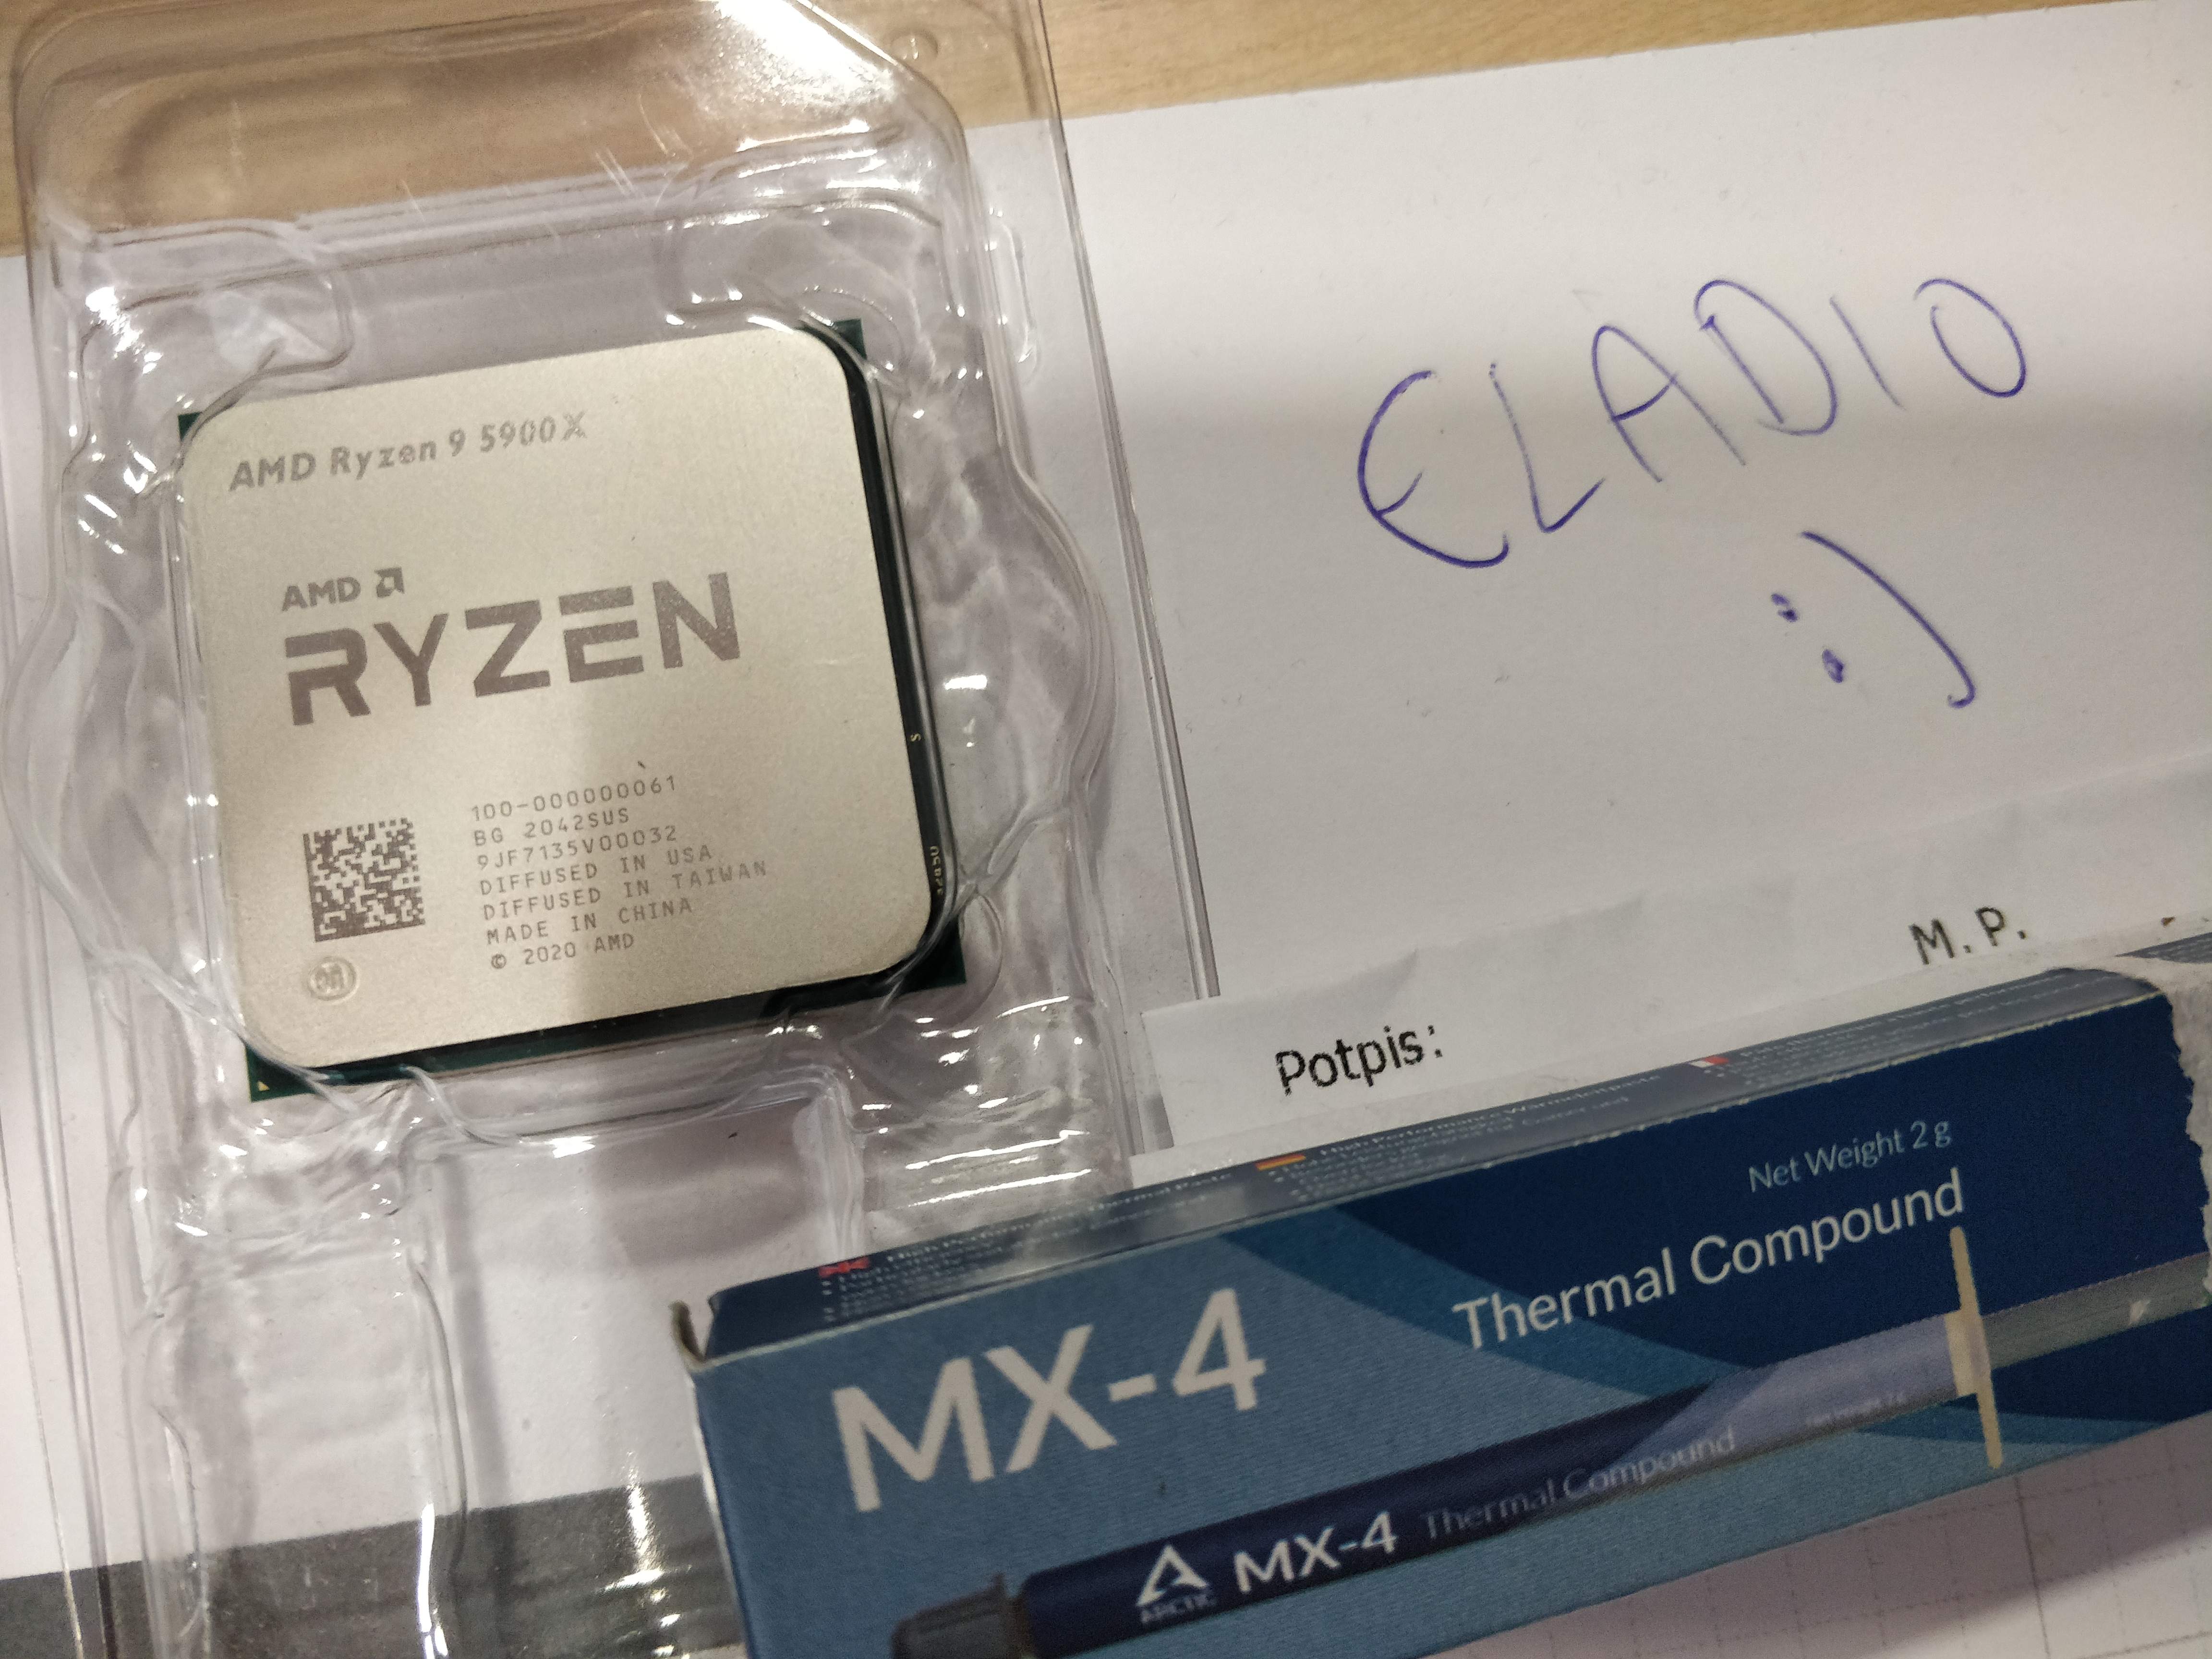 AMD Ryzen 9 5900X
AMD
RYZEN
100-000000061
BG 2042SUS
9JF7135V00032
DIFFUSED IN USA
DIFFUSED IN TAIWAN
MADE IN CHINA
© 2020 AMD
ELADIO
:)
M.P.
Potpis:
Net Weight 2 g
Thermal Compound
MX-4
ARCTIC MX-4 Thermal Compound